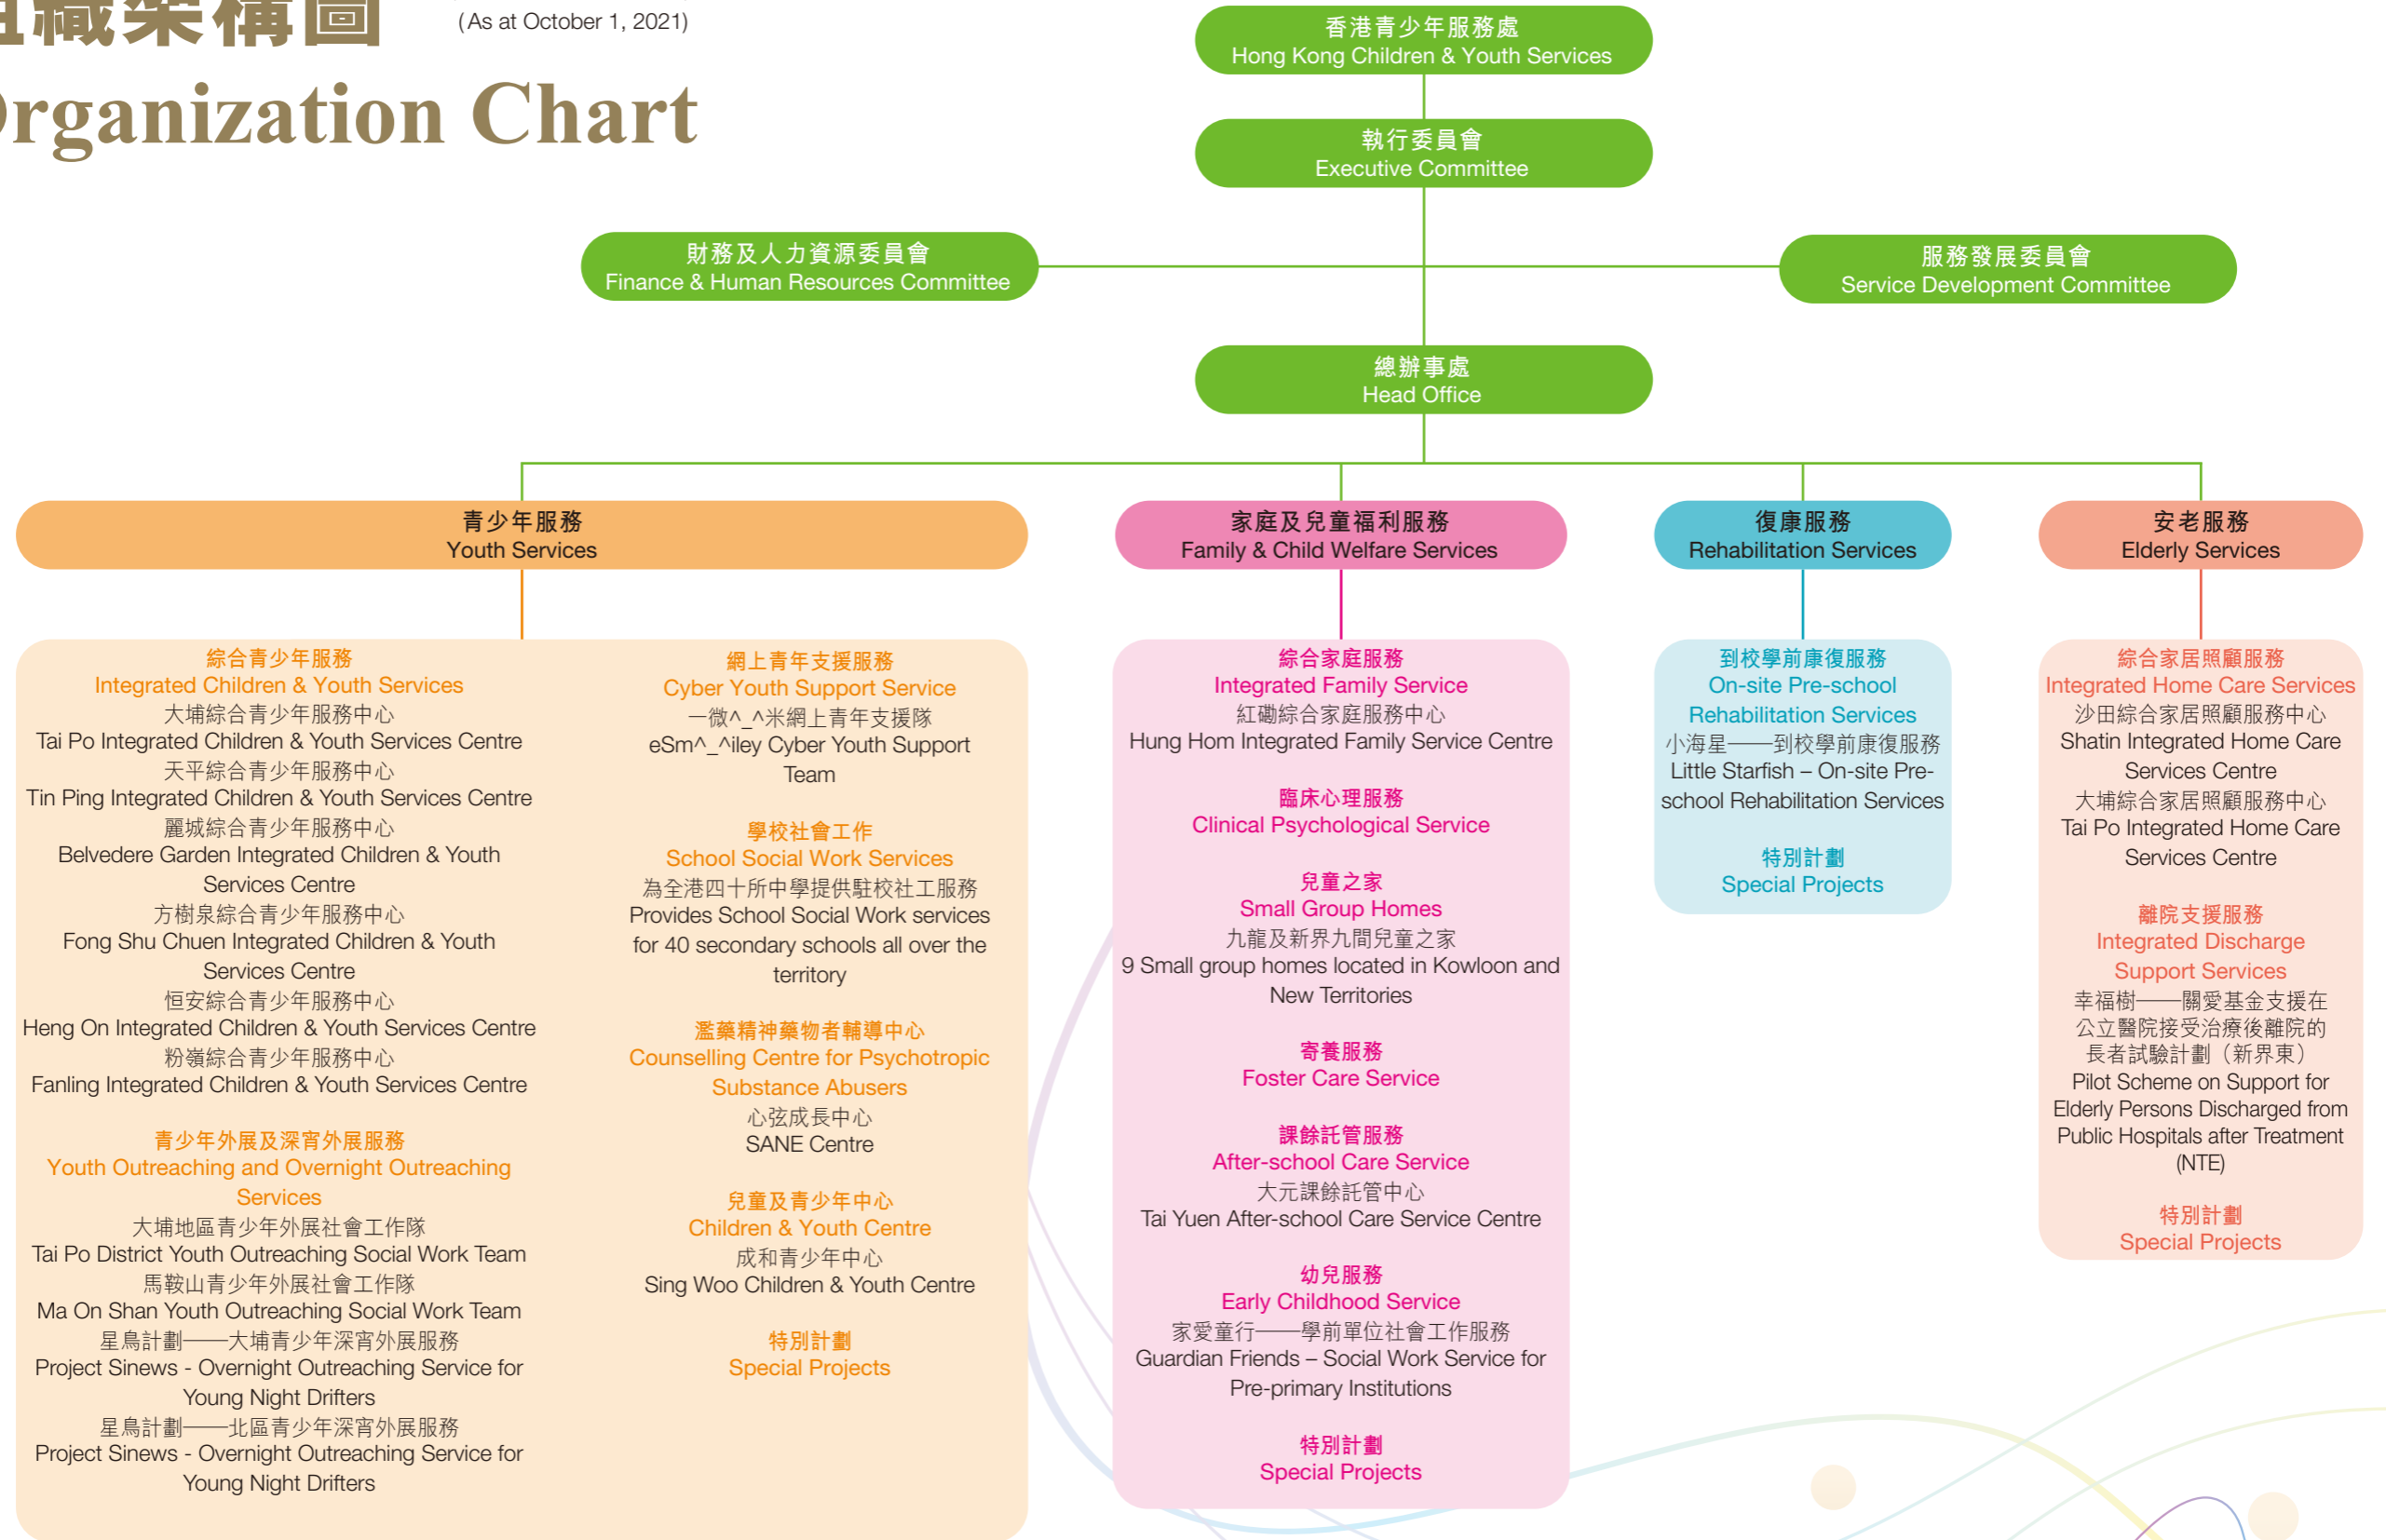 組織架構圖
(As at October 1, 2021)
Organization Chart
香港青少年服務處
Hong Kong Children & Youth Services
執行委員會
Executive Committee
財務及人力資源委員會
Finance & Human Resources Committee
服務發展委員會
Service Development Committee
總辦事處
Head Office
青少年服務
Youth Services
綜合青少年服務
Integrated Children & Youth Services
大埔綜合青少年服務中心
Tai Po Integrated Children & Youth Services Centre
天平綜合青少年服務中心
Tin Ping Integrated Children & Youth Services Centre
麗城綜合青少年服務中心
Belvedere Garden Integrated Children & Youth
Services Centre
方樹泉綜合青少年服務中心
Fong Shu Chuen Integrated Children & Youth
Services Centre
恒安綜合青少年服務中心
Heng On Integrated Children & Youth Services Centre
粉嶺綜合青少年服務中心
Fanling Integrated Children & Youth Services Centre
青少年外展及深宵外展服務
Youth Outreaching and Overnight Outreaching
Services
大埔地區青少年外展社會工作隊
Tai Po District Youth Outreaching Social Work Team
馬鞍山青少年外展社會工作隊
Ma On Shan Youth Outreaching Social Work Team
星鳥計劃──大埔青少年深宵外展服務
Project Sinews - Overnight Outreaching Service for
Young Night Drifters
星鳥計劃──北區青少年深宵外展服務
Project Sinews - Overnight Outreaching Service for
Young Night Drifters
網上青年支援服務
Cyber Youth Support Service
一微^_^米網上青年支援隊
eSm^_^iley Cyber Youth Support
Team
學校社會工作
School Social Work Services
為全港四十所中學提供駐校社工服務
Provides School Social Work services
for 40 secondary schools all over the
territory
濫藥精神藥物者輔導中心
Counselling Centre for Psychotropic
Substance Abusers
心弦成長中心
SANE Centre
兒童及青少年中心
Children & Youth Centre
成和青少年中心
Sing Woo Children & Youth Centre
特別計劃
Special Projects
家庭及兒童福利服務
Family & Child Welfare Services
綜合家庭服務
Integrated Family Service
紅磡綜合家庭服務中心
Hung Hom Integrated Family Service Centre
臨床心理服務
Clinical Psychological Service
兒童之家
Small Group Homes
九龍及新界九間兒童之家
9 Small group homes located in Kowloon and
New Territories
寄養服務
Foster Care Service
課餘託管服務
After-school Care Service
大元課餘託管中心
Tai Yuen After-school Care Service Centre
幼兒服務
Early Childhood Service
家愛童行──學前單位社會工作服務
Guardian Friends – Social Work Service for
Pre-primary Institutions
特別計劃
Special Projects
復康服務
Rehabilitation Services
到校學前康復服務
On-site Pre-school
Rehabilitation Services
小海星──到校學前康復服務
Little Starfish – On-site Pre-
school Rehabilitation Services
特別計劃
Special Projects
安老服務
Elderly Services
綜合家居照顧服務
Integrated Home Care Services
沙田綜合家居照顧服務中心
Shatin Integrated Home Care
Services Centre
大埔綜合家居照顧服務中心
Tai Po Integrated Home Care
Services Centre
離院支援服務
Integrated Discharge
Support Services
幸福樹──關愛基金支援在
公立醫院接受治療後離院的
長者試驗計劃（新界東）
Pilot Scheme on Support for
Elderly Persons Discharged from
Public Hospitals after Treatment
(NTE)
特別計劃
Special Projects